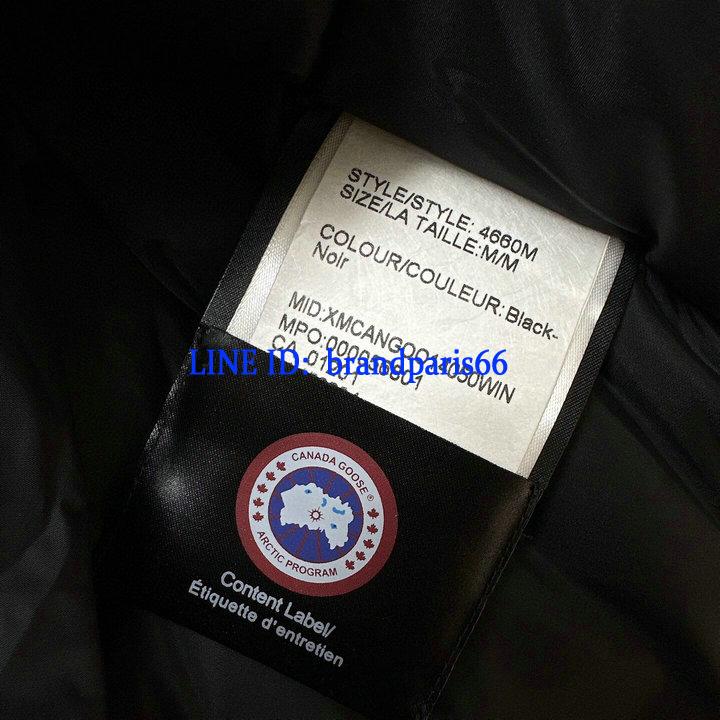 STYLE/STYLE: 4660M
SIZE/LA TAILLE:M/M
COLOUR/COULEUR:Black-
Noir
LINE ID: brandparis66
CANADA GOOSE®
ARCTIC PROGRAM
Content Label/
Étiquette d'entretien